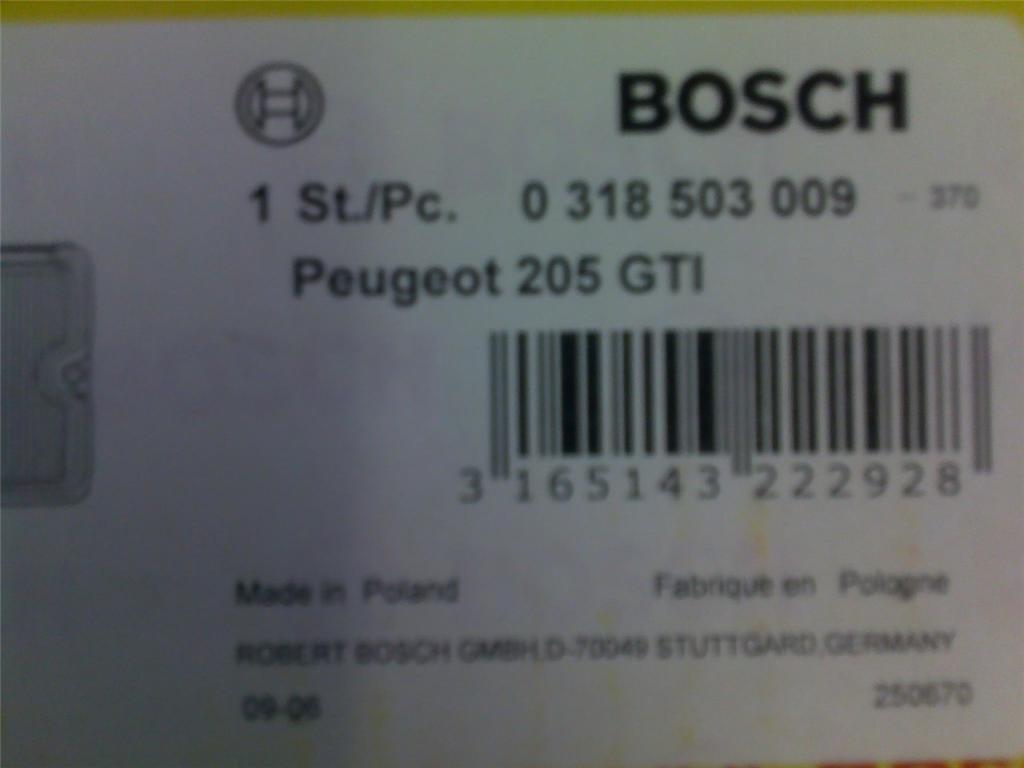 BOSCH
1 St./Pc. 0 318 503 009 - 370
Peugeot 205 GTI
3 165143 222928
Made in Poland Fabrique en Pologne
ROBERT BOSCH GMBH,D-70049 STUTTGARD,GERMANY
09-06 250670